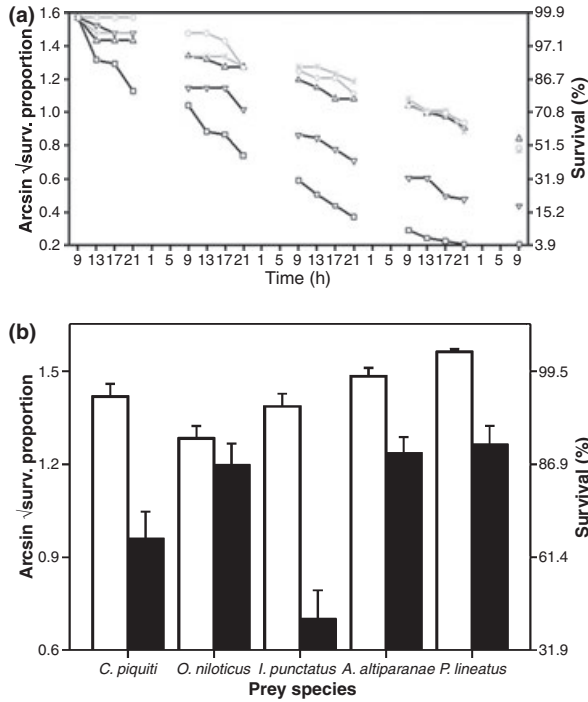 (a)
Arcsin √surv. proportion
1.6
1.4
1.2
1.0
0.8
0.6
0.4
0.2
99.9
97.1
86.7
70.8
51.5
31.9
15.2
3.9
Survival (%)
9 13 17 21 1 5 9 13 17 21 1 5 9 13 17 21 1 5 9 13 17 21 1 5 9
Time (h)
(b)
Arcsin √surv. proportion
1.5
1.2
0.9
0.6
99.5
86.9
61.4
31.9
Survival (%)
C. piquiti O. niloticus I. punctatus A. altiparanae P. lineatus
Prey species